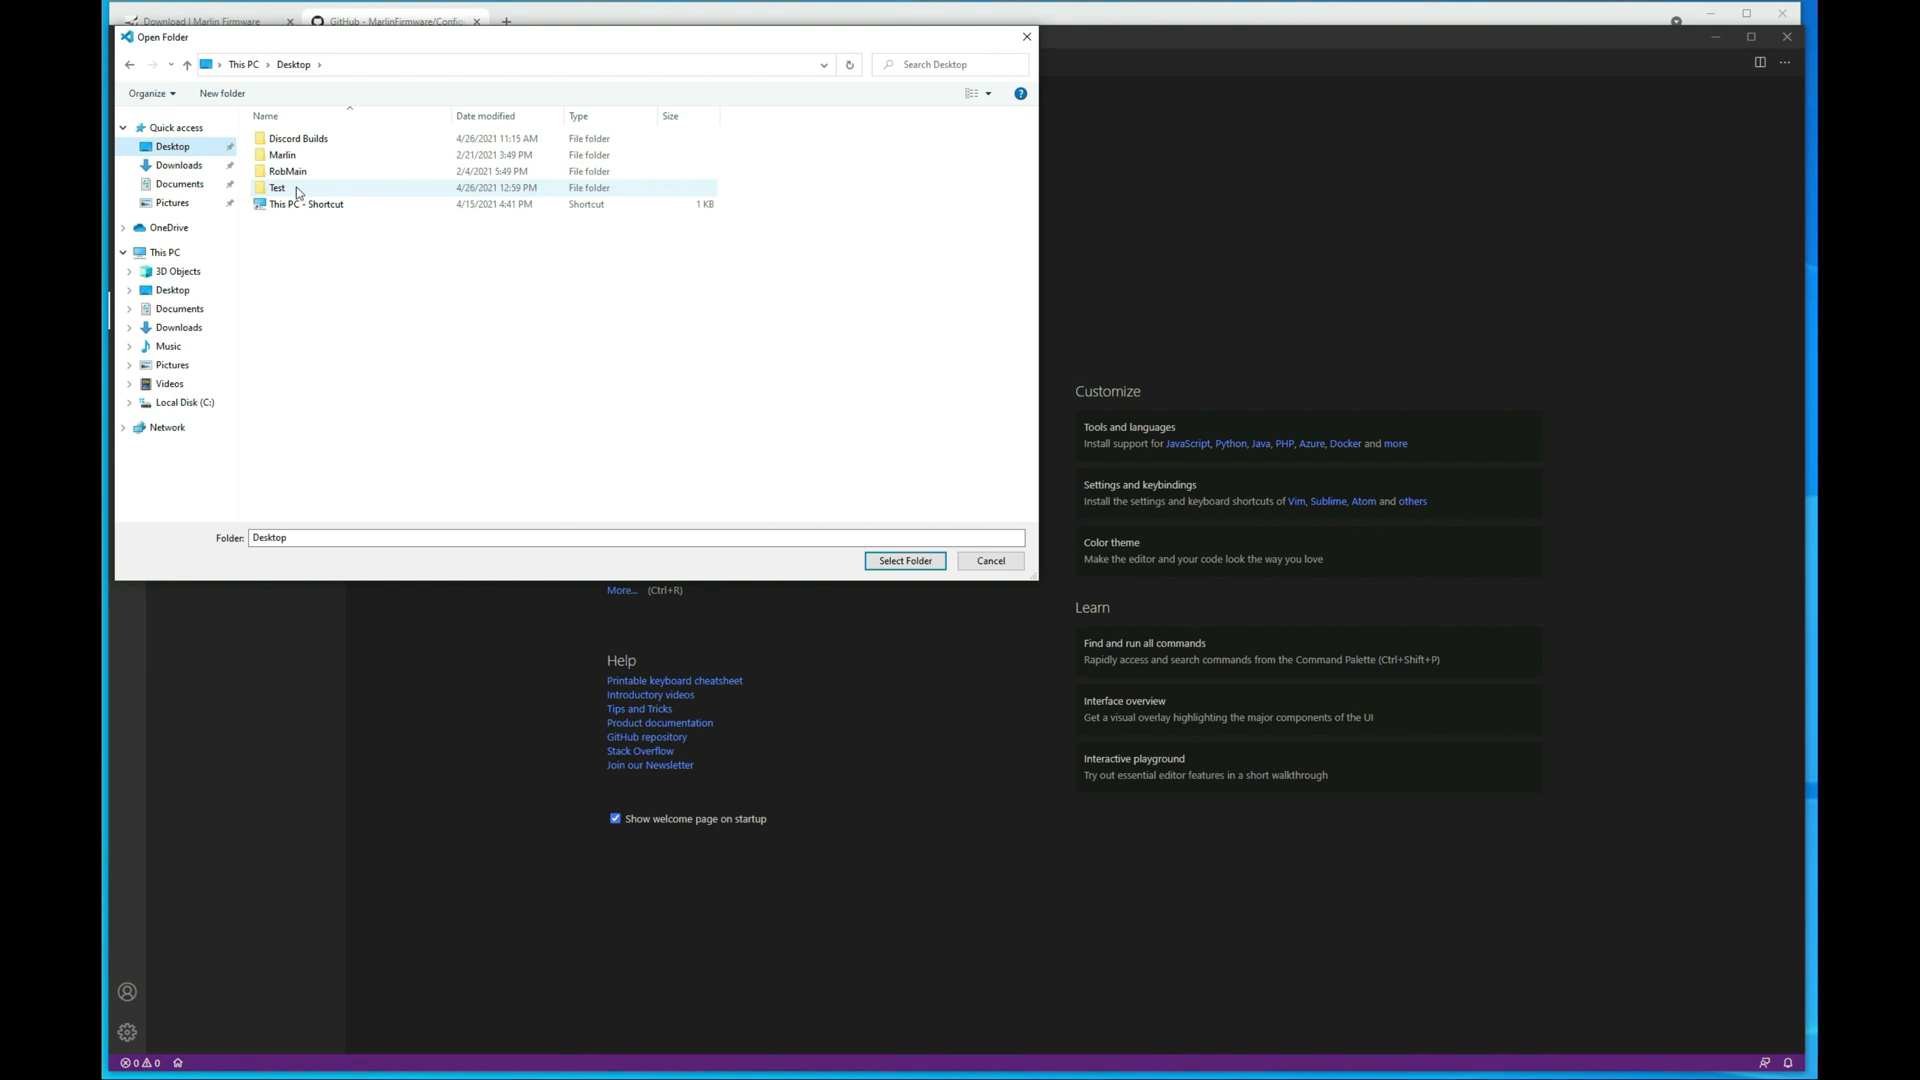 Download | Marlin Firmware
GitHub - MarlinFirmware/Config
Open Folder
This PC
Desktop
Search Desktop
Organize
New folder
Name
Date modified
Type
Size
Quick access
Desktop
Downloads
Documents
Pictures
OneDrive
This PC
3D Objects
Desktop
Documents
Downloads
Music
Pictures
Videos
Local Disk (C:)
Network
Discord Builds 4/26/2021 11:15 AM File folder
Marlin 2/21/2021 3:49 PM File folder
RobMain 2/4/2021 5:49 PM File folder
Test 4/26/2021 12:59 PM File folder
This PC - Shortcut 4/15/2021 4:41 PM Shortcut 1 KB
Folder: Desktop
Select Folder
Cancel
More... (Ctrl+R)
Help
Printable keyboard cheatsheet
Introductory videos
Tips and Tricks
Product documentation
GitHub repository
Stack Overflow
Join our Newsletter
Show welcome page on startup
Customize
Tools and languages
Install support for JavaScript, Python, Java, PHP, Azure, Docker and more
Settings and keybindings
Install the settings and keyboard shortcuts of Vim, Sublime, Atom and others
Color theme
Make the editor and your code look the way you love
Learn
Find and run all commands
Rapidly access and search commands from the Command Palette (Ctrl+Shift+P)
Interface overview
Get a visual overlay highlighting the major components of the UI
Interactive playground
Try out essential editor features in a short walkthrough
0 0